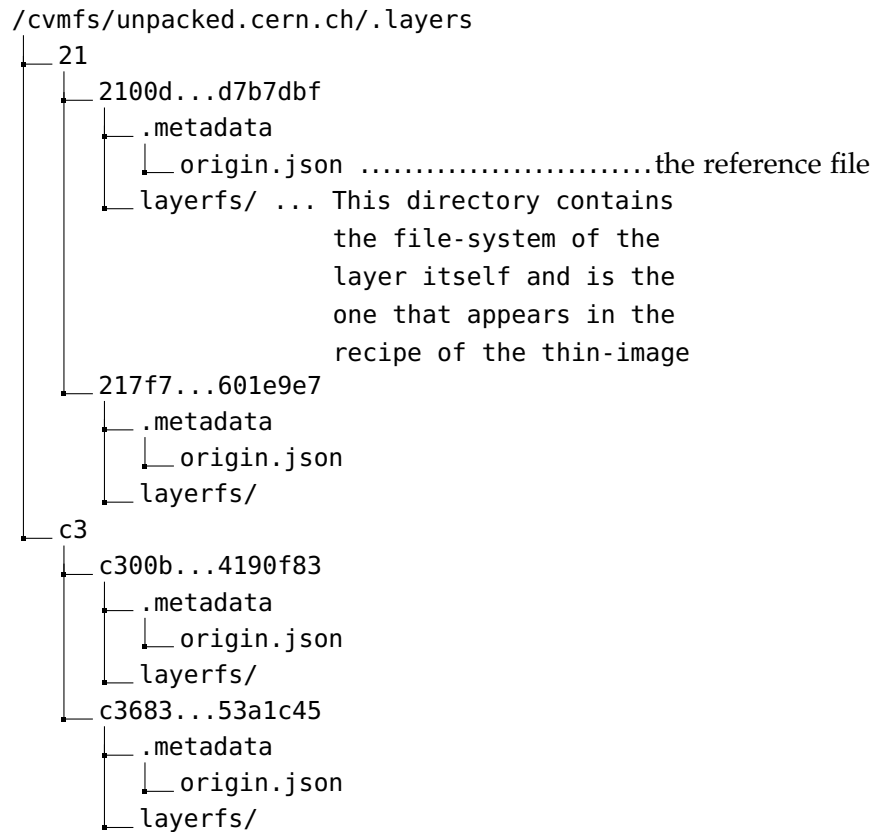 /cvmfs/unpacked.cern.ch/.layers
21
2100d...d7b7dbf
.metadata
origin.json ..........................the reference file
layerfs/ ... This directory contains
the file-system of the
layer itself and is the
one that appears in the
recipe of the thin-image
217f7...601e9e7
.metadata
origin.json
layerfs/
c3
c300b...4190f83
.metadata
origin.json
layerfs/
c3683...53a1c45
.metadata
origin.json
layerfs/